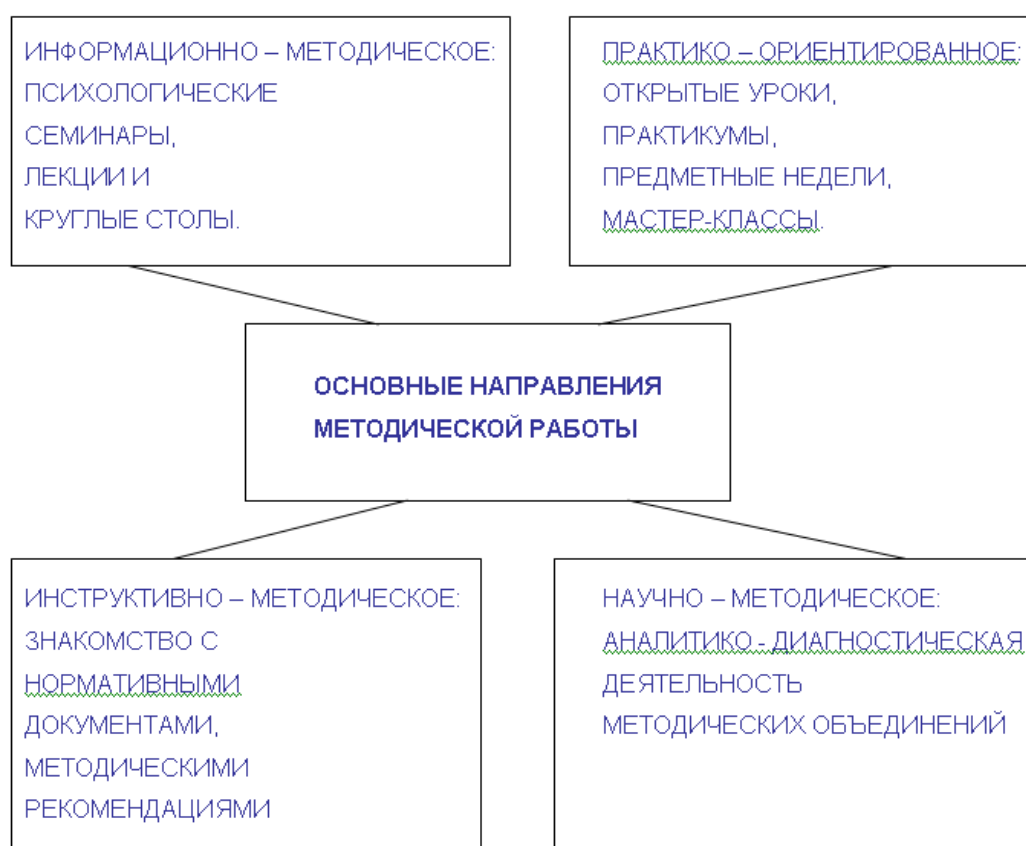 ИНФОРМАЦИОННО – МЕТОДИЧЕСКОЕ:
ПСИХОЛОГИЧЕСКИЕ
СЕМИНАРЫ,
ЛЕКЦИИ И
КРУГЛЫЕ СТОЛЫ.
ПРАКТИКО – ОРИЕНТИРОВАННОЕ:
ОТКРЫТЫЕ УРОКИ,
ПРАКТИКУМЫ,
ПРЕДМЕТНЫЕ НЕДЕЛИ,
МАСТЕР-КЛАССЫ.
ОСНОВНЫЕ НАПРАВЛЕНИЯ
МЕТОДИЧЕСКОЙ РАБОТЫ
ИНСТРУКТИВНО – МЕТОДИЧЕСКОЕ:
ЗНАКОМСТВО С
НОРМАТИВНЫМИ
ДОКУМЕНТАМИ,
МЕТОДИЧЕСКИМИ
РЕКОМЕНДАЦИЯМИ
НАУЧНО – МЕТОДИЧЕСКОЕ:
АНАЛИТИКО - ДИАГНОСТИЧЕСКАЯ
ДЕЯТЕЛЬНОСТЬ
МЕТОДИЧЕСКИХ ОБЪЕДИНЕНИЙ